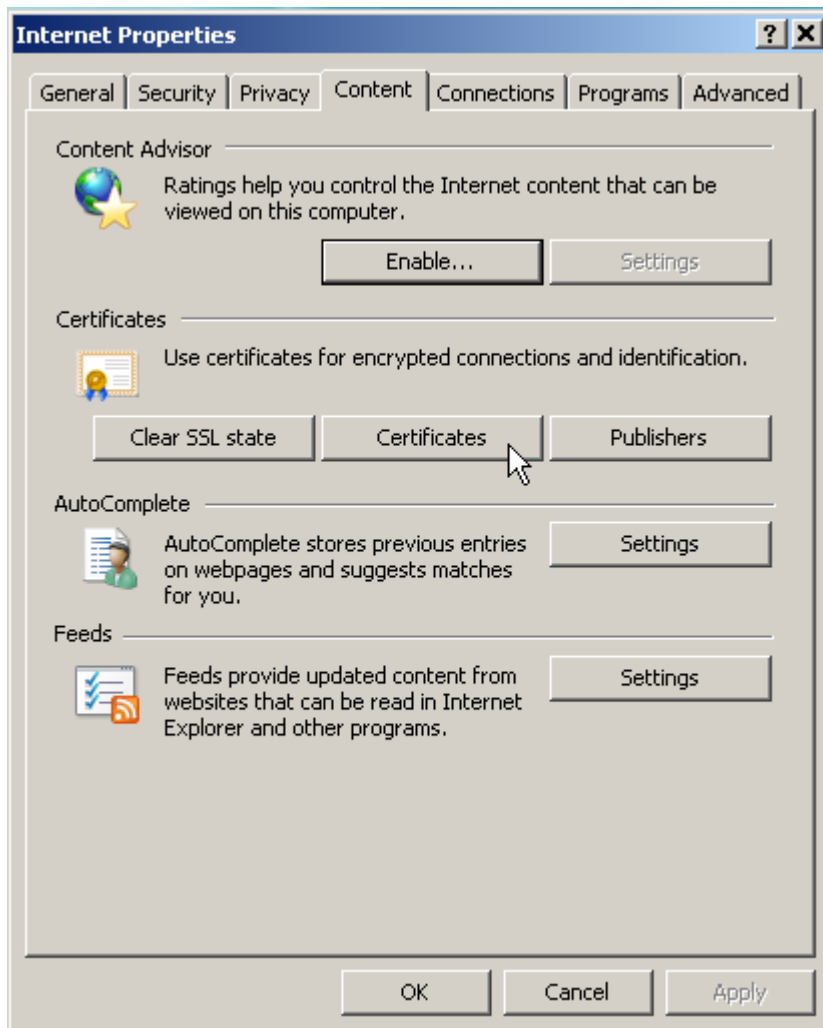 Internet Properties
General Security Privacy Content Connections Programs Advanced
Content Advisor
Ratings help you control the Internet content that can be
viewed on this computer.
Enable... Settings
Certificates
Use certificates for encrypted connections and identification.
Clear SSL state Certificates Publishers
AutoComplete
AutoComplete stores previous entries
on webpages and suggests matches
for you.
Settings
Feeds
Feeds provide updated content from
websites that can be read in Internet
Explorer and other programs.
Settings
OK Cancel Apply